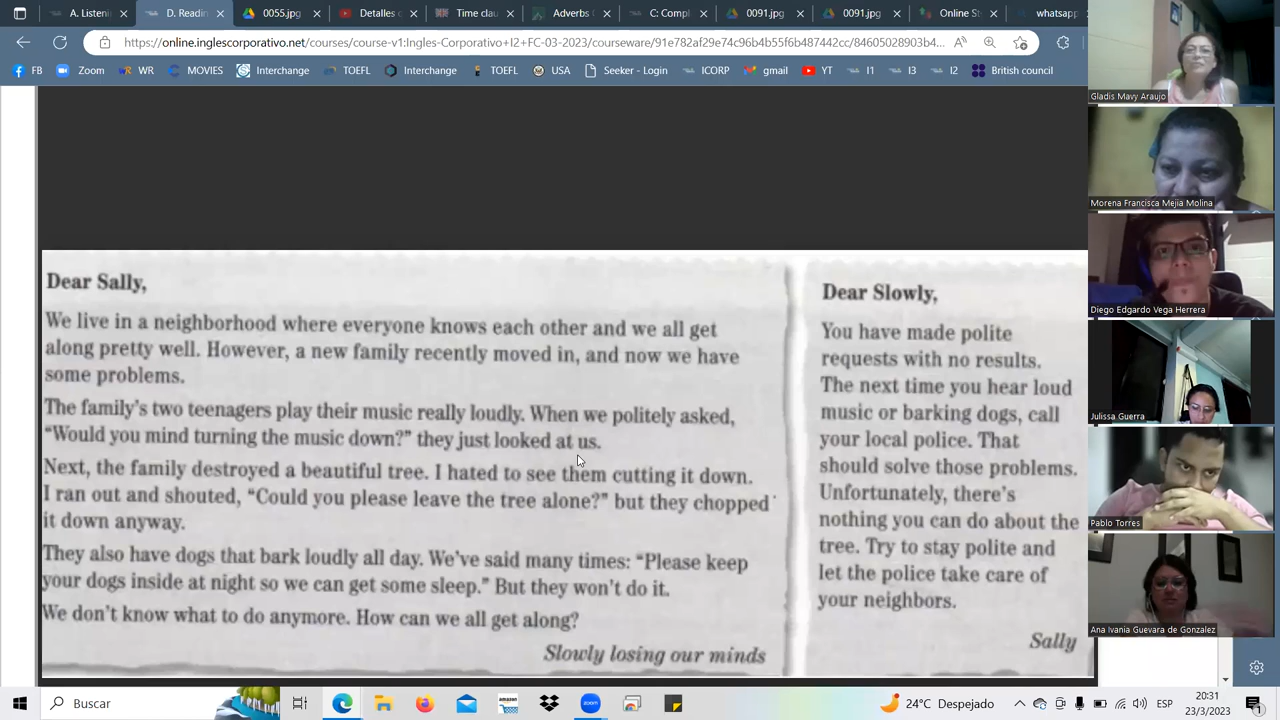 A. Listeni
D. Readin
0055.jpg
Detalles c
Time clau
Adverbs
C: Compl
0091.jpg
0091.jpg
Online St
whatsapp
https://online.inglescorporativo.net/courses/course-v1:Ingles-Corporativo+I2+FC-03-2023/courseware/91e782af29e74c96b4b55f6b487442cc/84605028903b4...
FB
Zoom
WR
MOVIES
Interchange
TOEFL
Interchange
TOEFL
USA
Seeker - Login
ICORP
gmail
YT
I1
I3
I2
British council
Dear Sally,
We live in a neighborhood where everyone knows each other and we all get
along pretty well. However, a new family recently moved in, and now we have
some problems.
The family's two teenagers play their music really loudly. When we politely asked,
"Would you mind turning the music down?" they just looked at us.
Next, the family destroyed a beautiful tree. I hated to see them cutting it down.
I ran out and shouted, "Could you please leave the tree alone?" but they chopped
it down anyway.
They also have dogs that bark loudly all day. We've said many times: "Please keep
your dogs inside at night so we can get some sleep." But they won't do it.
We don't know what to do anymore. How can we all get along?
Slowly losing our minds
Dear Slowly,
You have made polite
requests with no results.
The next time you hear loud
music or barking dogs, call
your local police. That
should solve those problems.
Unfortunately, there's
nothing you can do about the
tree. Try to stay polite and
let the police take care of
your neighbors.
Sally
Gladis Mavy Araujo
Morena Francisca Mejia Molina
Diego Edgardo Vega Herrera
Julissa Guerra
Pablo Torres
Ana Ivania Guevara de Gonzalez
Buscar
amazon
zoom
24°C Despejado
ESP
20:31
23/3/2023
1